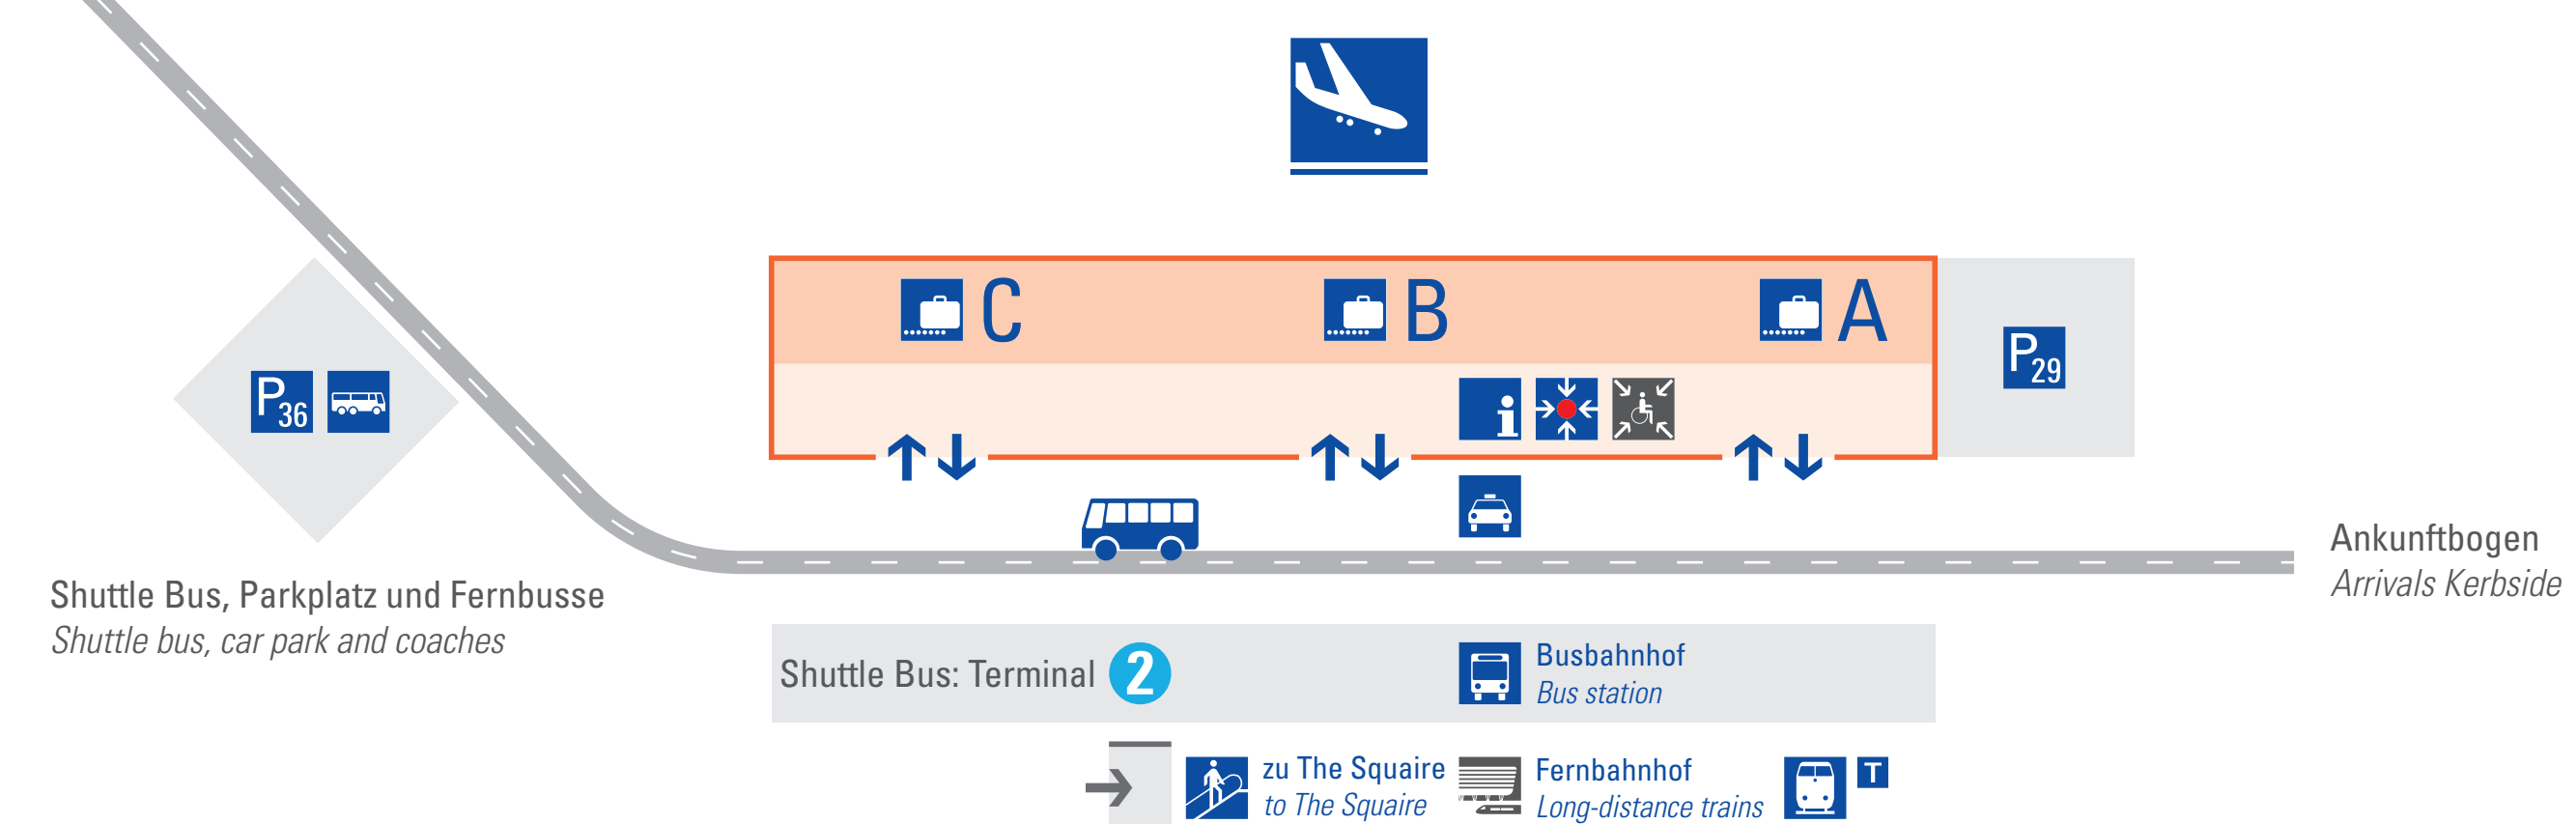 C
B
A
P29
P36
i
Ankunftbogen
Arrivals Kerbside
Shuttle Bus, Parkplatz und Fernbusse
Shuttle bus, car park and coaches
Shuttle Bus: Terminal 2
Busbahnhof
Bus station
zu The Squaire
to The Squaire
Fernbahnhof
Long-distance trains
T